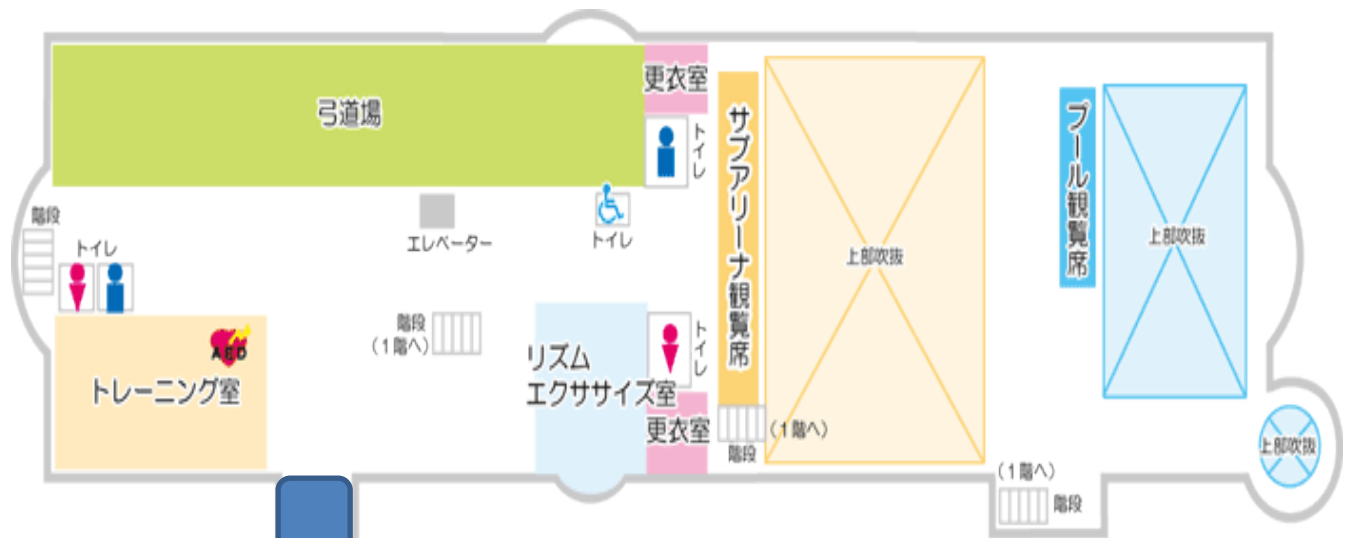 弓道場
更衣室
トイレ
サブアリーナ観覧席
上部吹抜
プール観覧席
上部吹抜
階段
トイレ
エレベーター
トイレ
階段
(1階へ)
AED
トレーニング室
リズム
エクササイズ室
トイレ
更衣室
(1階へ)
階段
(1階へ)
階段
上部吹抜